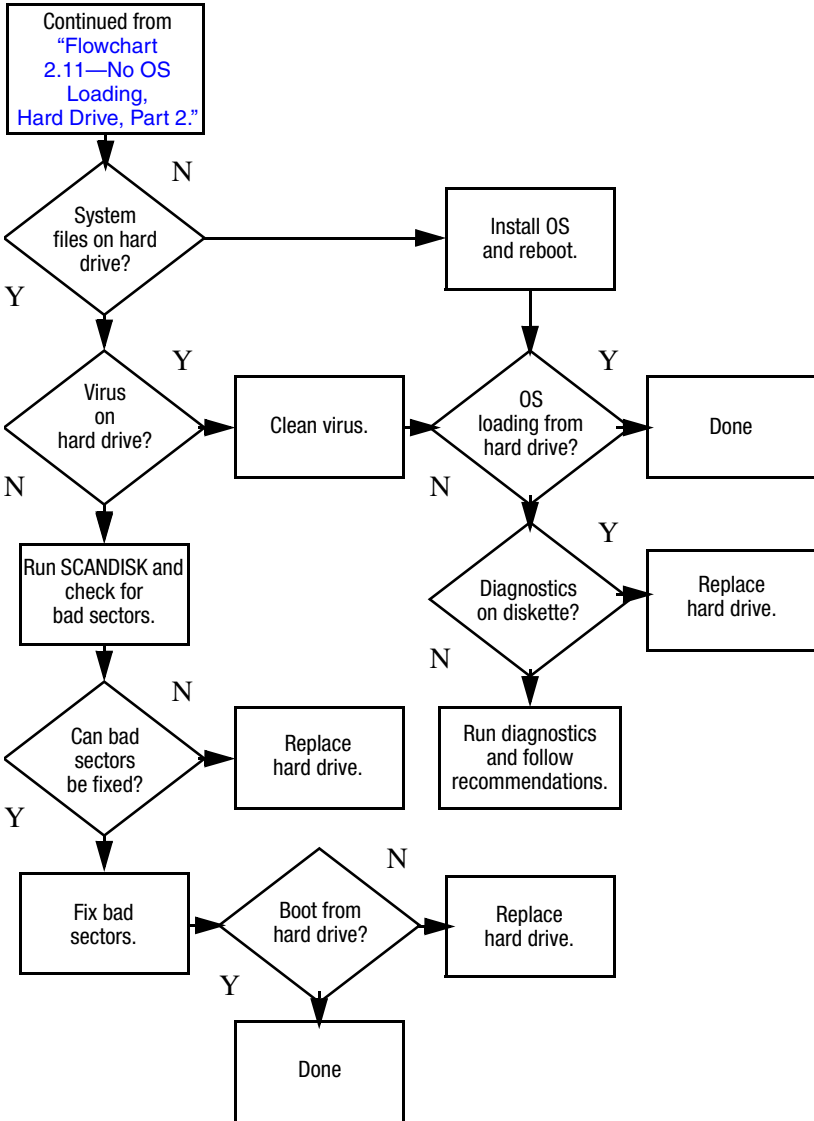 Continued from
“Flowchart
2.11—No OS
Loading,
Hard Drive, Part 2.”
N
System
files on hard
drive?
Y
Install OS
and reboot.
Y
Virus
on
hard drive?
N
Clean virus.
Y
OS
loading from
hard drive?
N
Done
Run SCANDISK and
check for
bad sectors.
Y
Diagnostics
on diskette?
N
Replace
hard drive.
N
Can bad
sectors
be fixed?
Y
Replace
hard drive.
Run diagnostics
and follow
recommendations.
Fix bad
sectors.
N
Boot from
hard drive?
Y
Replace
hard drive.
Done